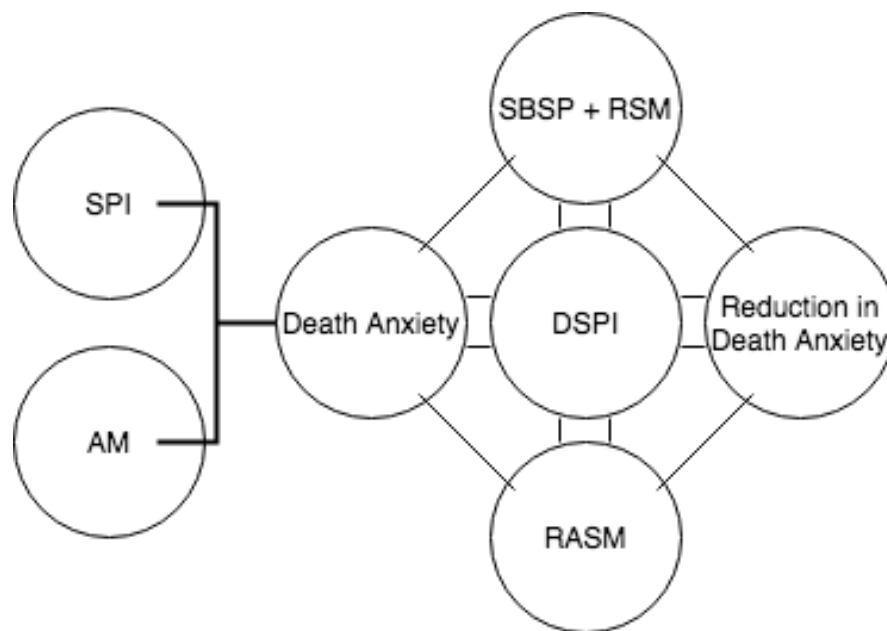 SBSP + RSM
SPI
Death Anxiety
DSPI
Reduction in
Death Anxiety
AM
RASM